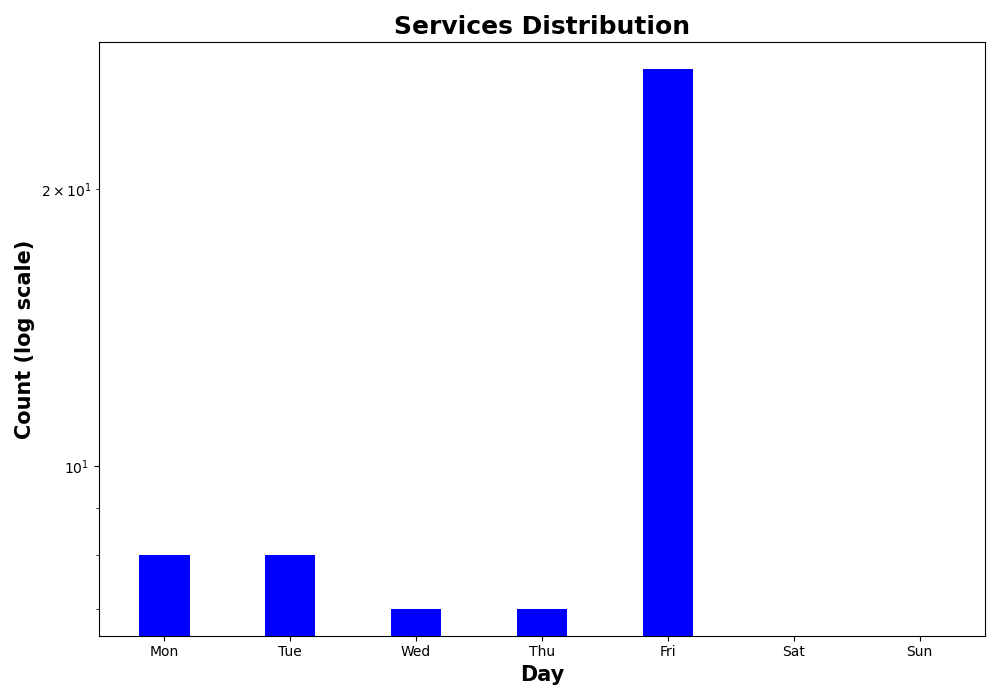 Services Distribution
Count (log scale)
2 × 10¹
10¹
Mon Tue Wed Thu Fri Sat Sun
Day